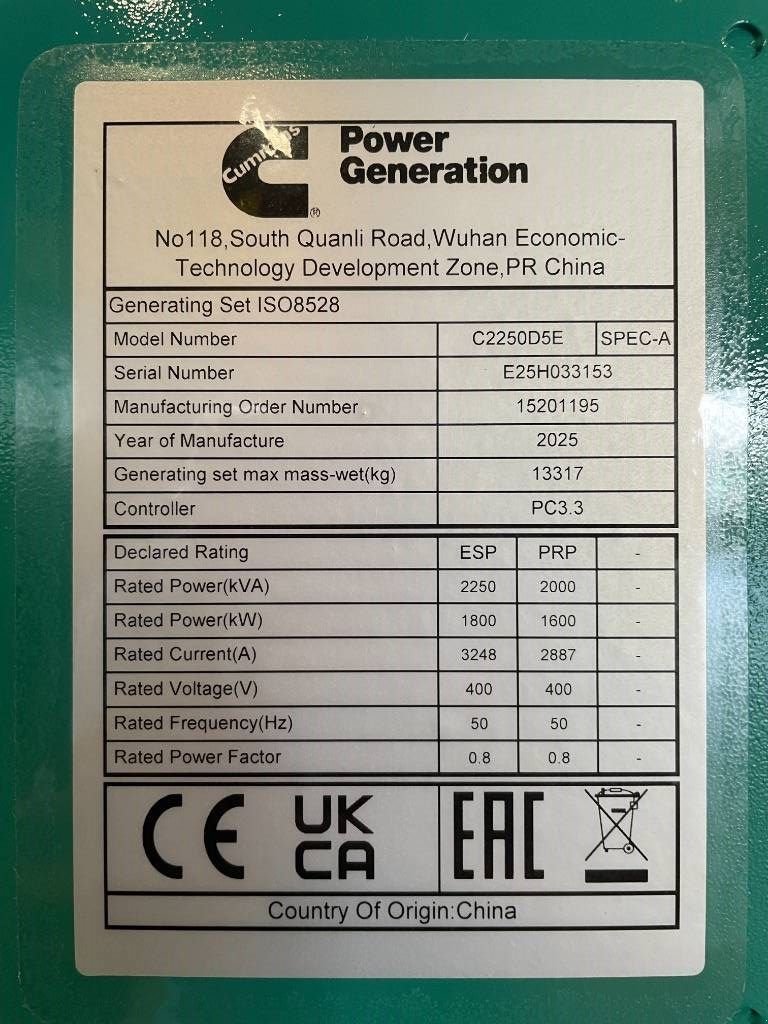 Cummins
Power
Generation
®
No118,South Quanli Road,Wuhan Economic-
Technology Development Zone,PR China
Generating Set ISO8528
Model Number C2250D5E SPEC-A
Serial Number E25H033153
Manufacturing Order Number 15201195
Year of Manufacture 2025
Generating set max mass-wet(kg) 13317
Controller PC3.3
Declared Rating ESP PRP -
Rated Power(kVA) 2250 2000 -
Rated Power(kW) 1800 1600 -
Rated Current(A) 3248 2887 -
Rated Voltage(V) 400 400 -
Rated Frequency(Hz) 50 50 -
Rated Power Factor 0.8 0.8 -
CE UK CA EAC
Country Of Origin:China